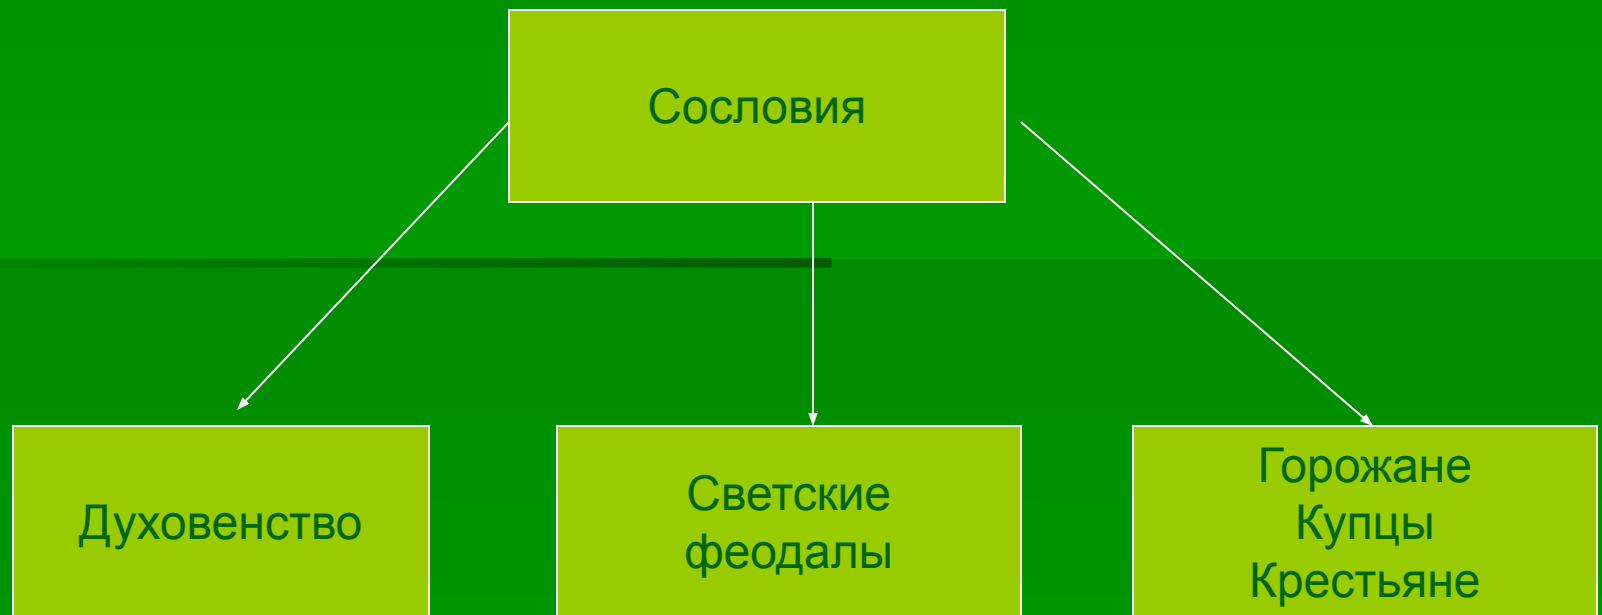 Сословия
Духовенство
Светские
феодалы
Горожане
Купцы
Крестьяне